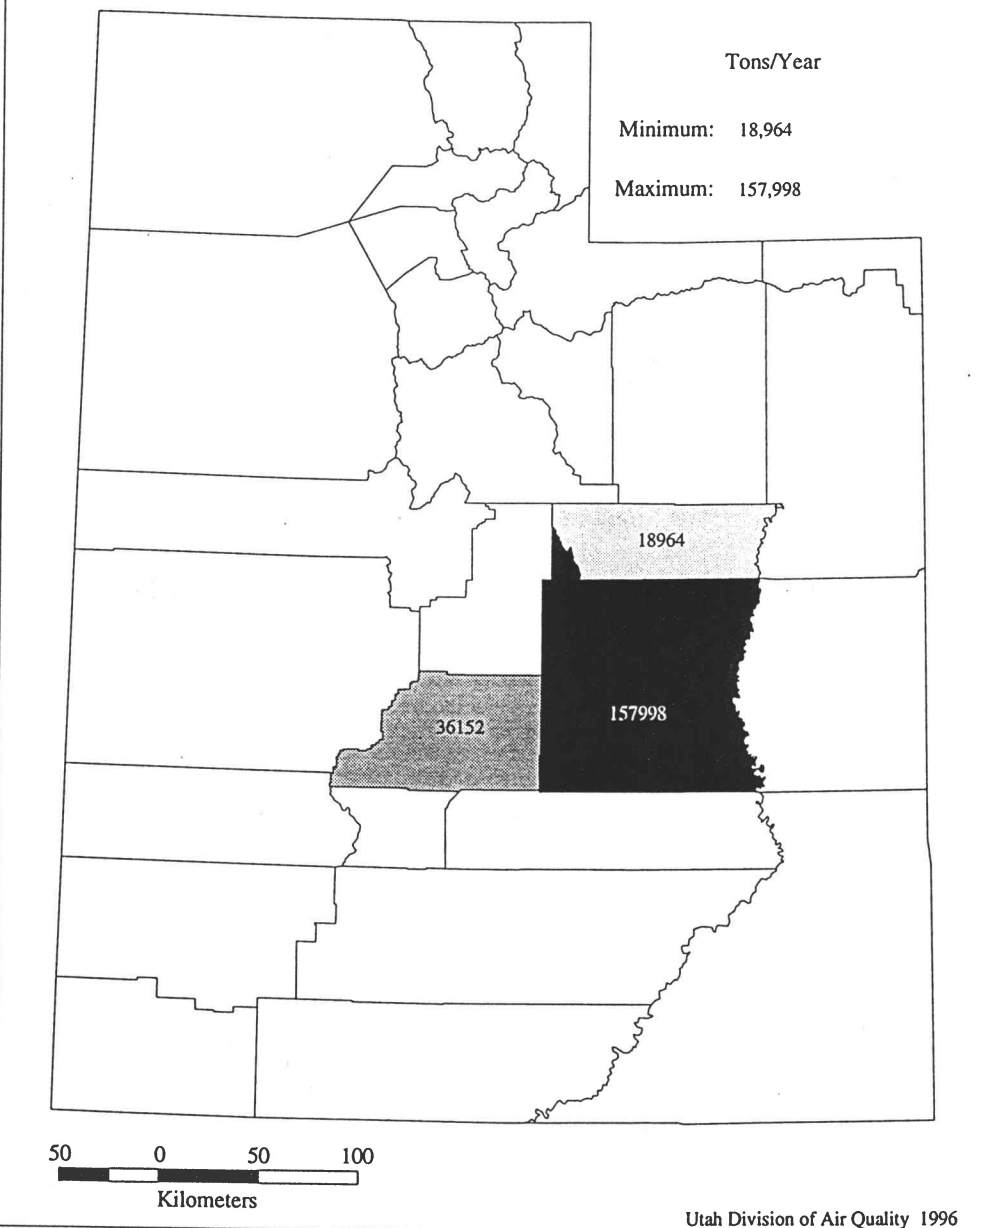 Tons/Year
Minimum: 18,964
Maximum: 157,998
18964
157998
36152
50 0 50 100
Kilometers
Utah Division of Air Quality 1996